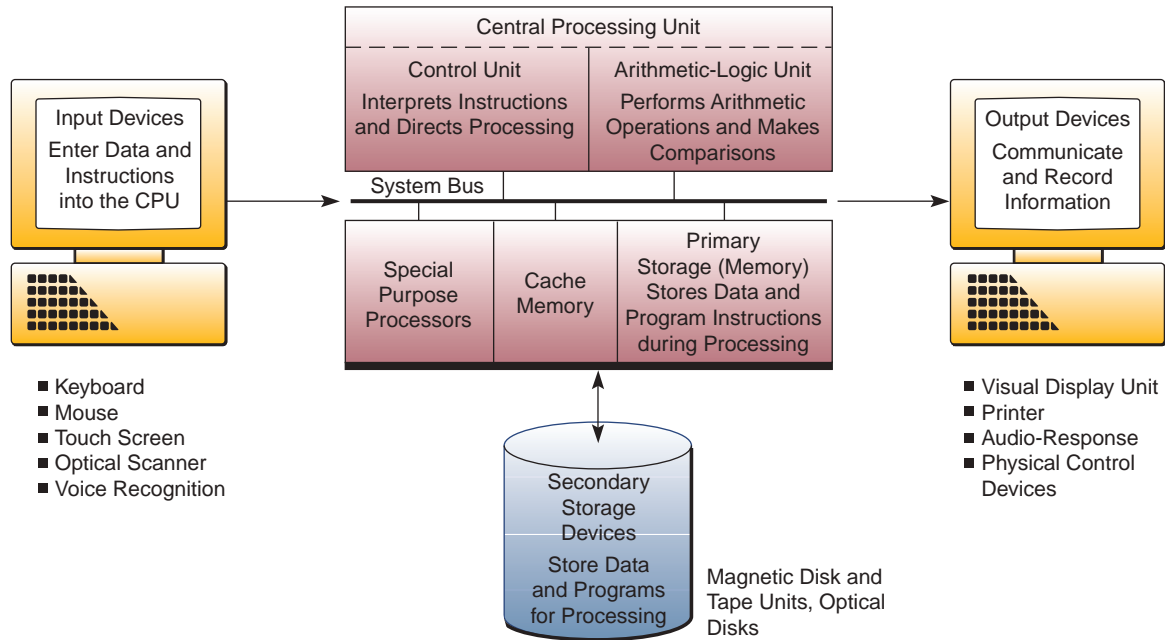 Central Processing Unit
Control Unit
Interprets Instructions
and Directs Processing
Arithmetic-Logic Unit
Performs Arithmetic
Operations and Makes
Comparisons
Input Devices
Enter Data and
Instructions
into the CPU
System Bus
Output Devices
Communicate
and Record
Information
Special
Purpose
Processors
Cache
Memory
Primary
Storage (Memory)
Stores Data and
Program Instructions
during Processing
■ Keyboard
■ Mouse
■ Touch Screen
■ Optical Scanner
■ Voice Recognition
■ Visual Display Unit
■ Printer
■ Audio-Response
■ Physical Control
Devices
Secondary
Storage
Devices
Store Data
and Programs
for Processing
Magnetic Disk and
Tape Units, Optical
Disks